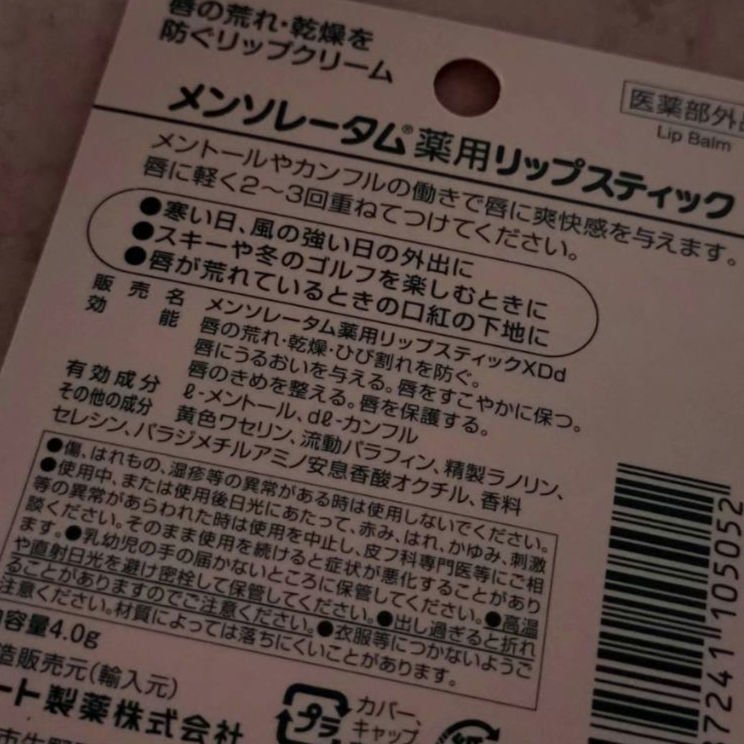 唇の荒れ・乾燥を
防ぐリップクリーム
医薬部外
Lip Balm
メンソレータム®薬用リップスティック
メントールやカンフルの働きで唇に爽快感を与えます。
唇に軽く2〜3回重ねてつけてください。
●寒い日、風の強い日の外出に
●スキーや冬のゴルフを楽しむときに
●唇が荒れているときの口紅の下地に
販売名 メンソレータム薬用リップスティックXDd
効能 唇の荒れ・乾燥・ひび割れを防ぐ。
唇にうるおいを与える。唇をすこやかに保つ。
唇のきめを整える。唇を保護する。
有効成分 ℓ-メントール、dℓ-カンフル
その他の成分 黄色ワセリン、流動パラフィン、精製ラノリン、
セレシン、パラジメチルアミノ安息香酸オクチル、香料
●傷、はれもの、湿疹等の異常がある時は使用しないでください。
●使用中、または使用後日光にあたって、赤み、はれ、かゆみ、刺激
等の異常があらわれた時は使用を中止し、皮フ科専門医等にご相
談ください。そのまま使用を続けると症状が悪化することがあり
ます。●乳幼児の手の届かないところに保管してください。●高温
や直射日光を避け密栓して保管してください。●出し過ぎると折れ
ることがありますのでご注意ください。●衣服等につかないようご
注意ください。材質によっては落ちにくいことがあります。
内容量4.0g
造販売元(輸入元)
ート製薬株式会社
プラ
カバー、
キャップ
紙
市生野
87241 105052